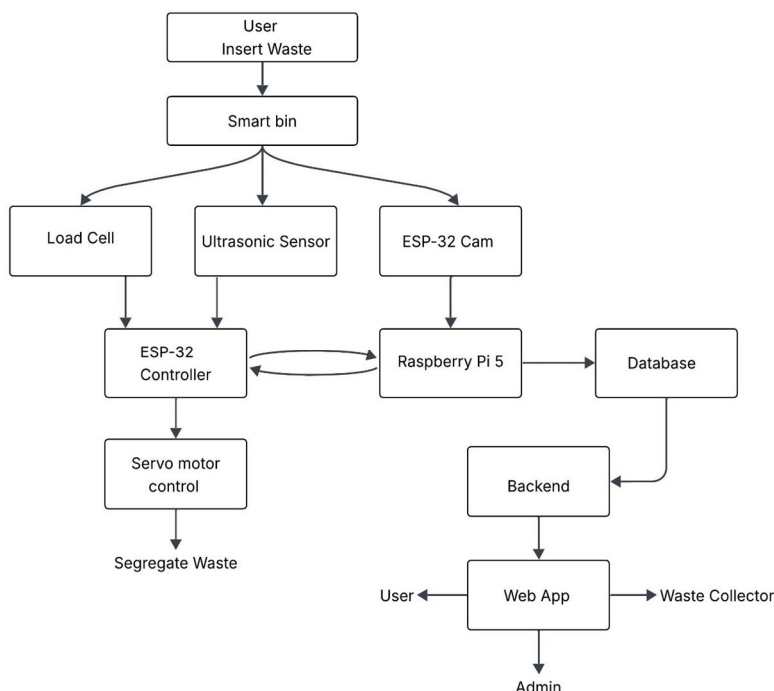 User
Insert Waste
Smart bin
Load Cell
Ultrasonic Sensor
ESP-32 Cam
ESP-32
Controller
Raspberry Pi 5
Database
Servo motor
control
Backend
Segregate Waste
User
Web App
Waste Collector
Admin